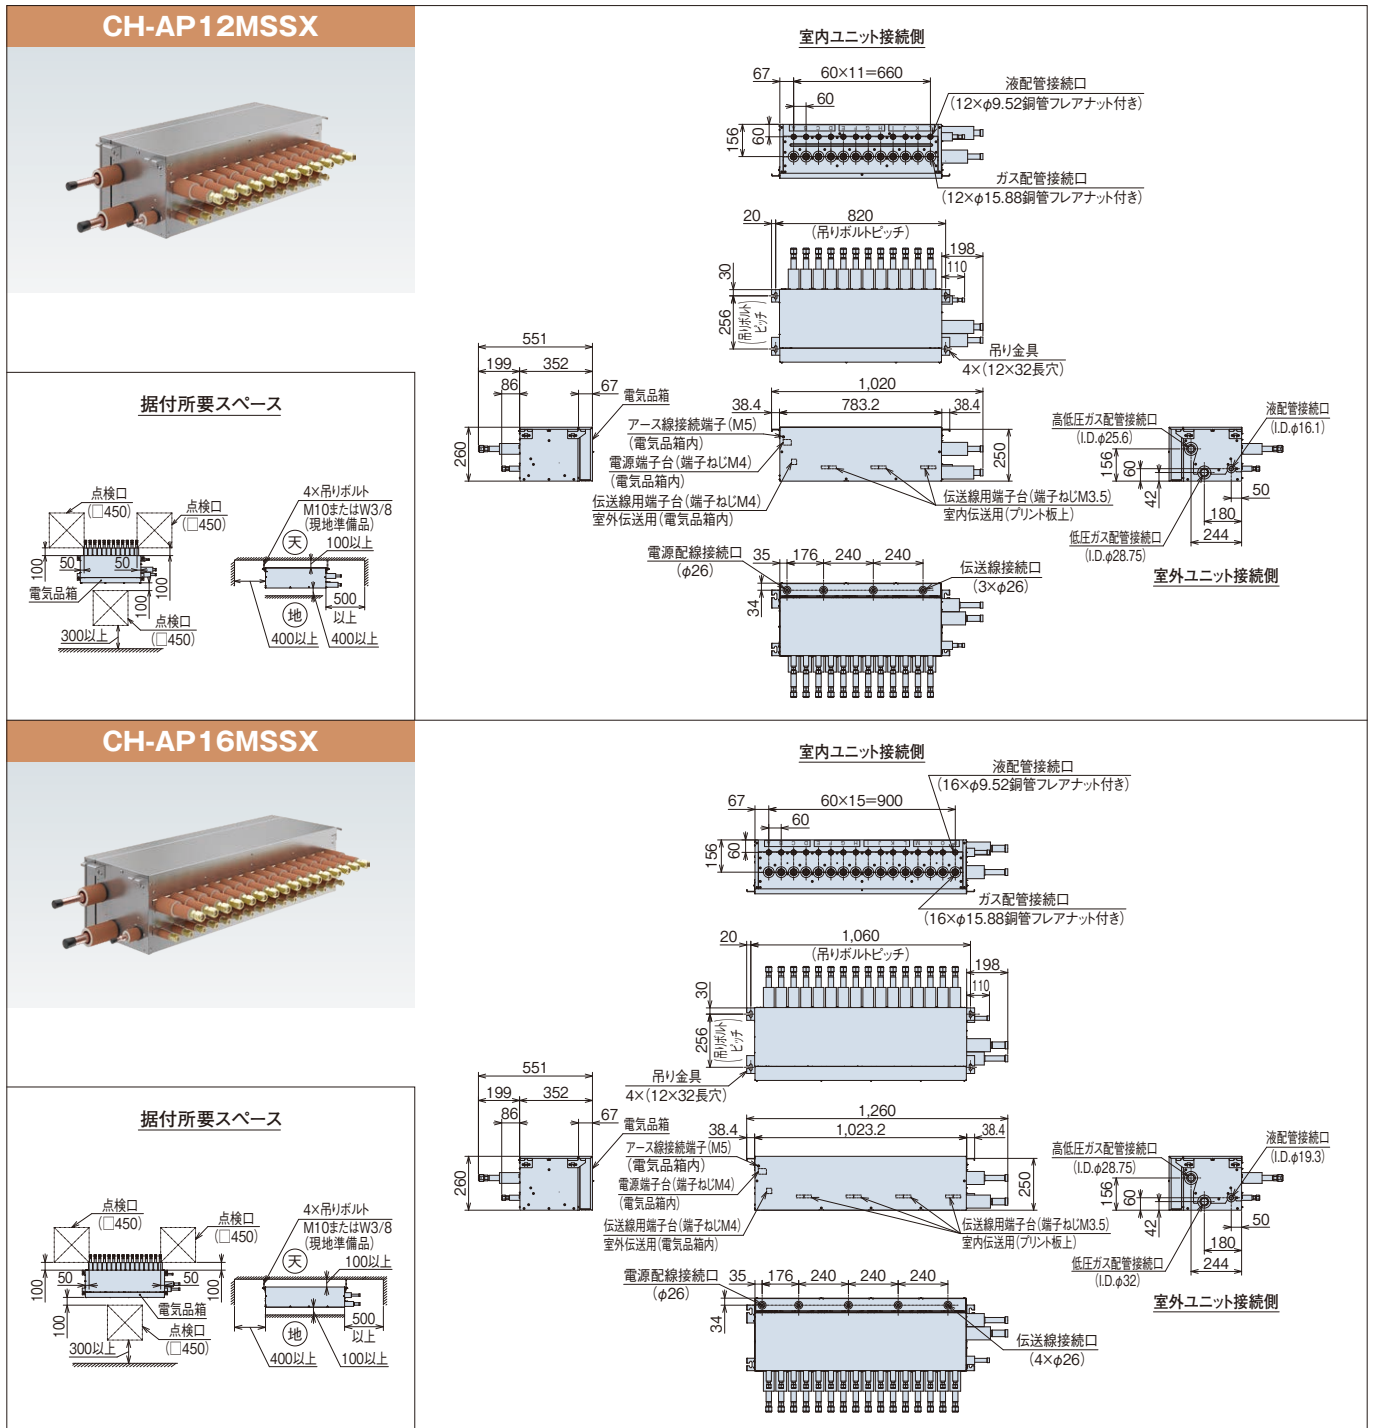 CH-AP12MSSX
室内ユニット接続側
67
60×11=660
60
液配管接続口
(12×φ9.52銅管フレアナット付き)
156
60
ガス配管接続口
(12×φ15.88銅管フレアナット付き)
20
820
(吊りボルトピッチ)
198
110
30
256
(吊りボルト
ピッチ)
吊り金具
4×(12×32長穴)
551
199
352
86
67
電気品箱
260
1,020
38.4
783.2
38.4
アース線接続端子(M5)
(電気品箱内)
電源端子台(端子ねじM4)
(電気品箱内)
伝送線用端子台(端子ねじM4)
室外伝送用(電気品箱内)
250
伝送線用端子台(端子ねじM3.5)
室内伝送用(プリント板上)
高低圧ガス配管接続口
(I.D.φ25.6)
液配管接続口
(I.D.φ16.1)
156
60
42
50
180
244
低圧ガス配管接続口
(I.D.φ28.75)
室外ユニット接続側
電源配線接続口
(φ26)
35
176
240
240
伝送線接続口
(3×φ26)
34
据付所要スペース
点検口
(□450)
点検口
(□450)
100
50
50
100
電気品箱
100
点検口
(□450)
300以上
4×吊りボルト
M10またはW3/8
(現地準備品)
天
100以上
500
以上
地
400以上
400以上
CH-AP16MSSX
室内ユニット接続側
67
60×15=900
60
液配管接続口
(16×φ9.52銅管フレアナット付き)
156
60
ガス配管接続口
(16×φ15.88銅管フレアナット付き)
20
1,060
(吊りボルトピッチ)
198
110
30
256
(吊りボルト
ピッチ)
吊り金具
4×(12×32長穴)
551
199
352
86
67
電気品箱
260
1,260
38.4
1,023.2
38.4
アース線接続端子(M5)
(電気品箱内)
電源端子台(端子ねじM4)
(電気品箱内)
伝送線用端子台(端子ねじM4)
室外伝送用(電気品箱内)
250
伝送線用端子台(端子ねじM3.5)
室内伝送用(プリント板上)
高低圧ガス配管接続口
(I.D.φ28.75)
液配管接続口
(I.D.φ19.3)
156
60
42
50
180
244
低圧ガス配管接続口
(I.D.φ32)
室外ユニット接続側
電源配線接続口
(φ26)
35
176
240
240
240
34
伝送線接続口
(4×φ26)
据付所要スペース
点検口
(□450)
点検口
(□450)
100
50
50
100
電気品箱
100
点検口
(□450)
300以上
4×吊りボルト
M10またはW3/8
(現地準備品)
天
100以上
500
以上
地
400以上
100以上